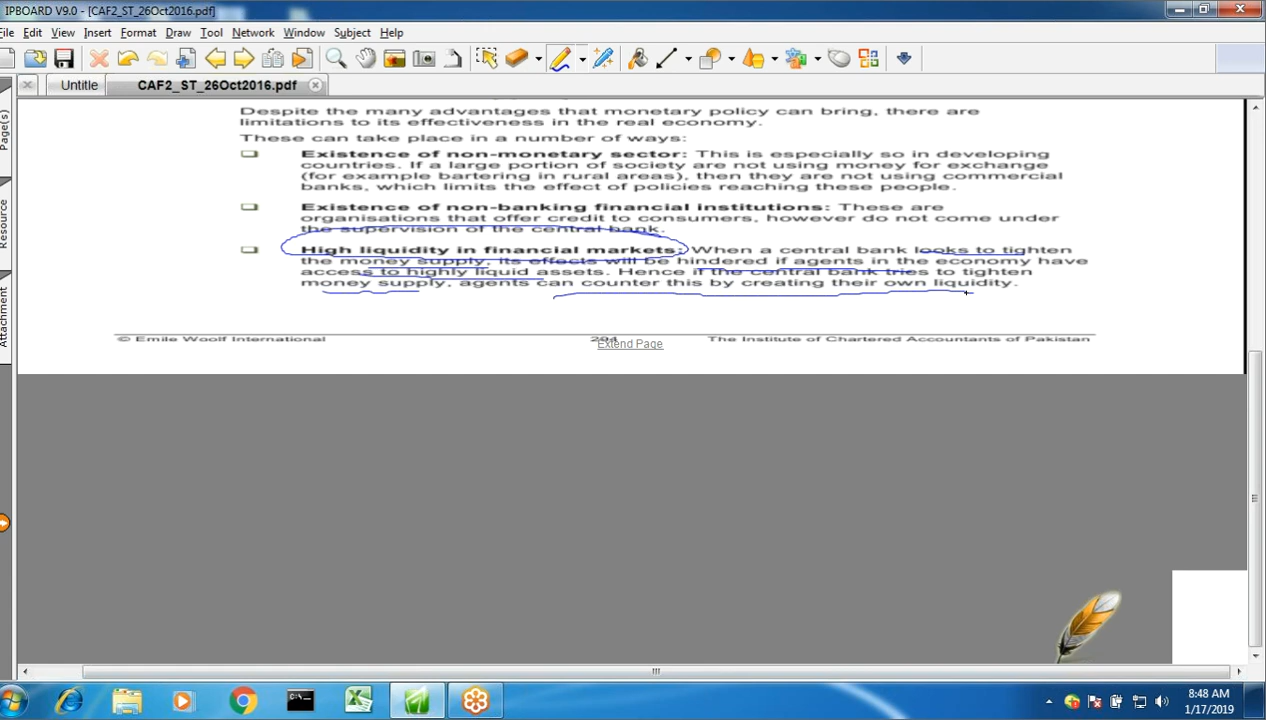 IPBOARD V9.0 - [CAF2_ST_26Oct2016.pdf]
File Edit View Insert Format Draw Tool Network Window Subject Help
Untitle CAF2_ST_26Oct2016.pdf
Page(s)
Resource
Attachment
Despite the many advantages that monetary policy can bring, there are
limitations to its effectiveness in the real economy.
These can take place in a number of ways:
Existence of non-monetary sector: This is especially so in developing
countries. If a large portion of society are not using money for exchange
(for example bartering in rural areas), then they are not using commercial
banks, which limits the effect of policies reaching these people.
Existence of non-banking financial institutions: These are
organisations that offer credit to consumers, however do not come under
the supervision of the central bank.
High liquidity in financial markets: When a central bank looks to tighten
the money supply, its effects will be hindered if agents in the economy have
access to highly liquid assets. Hence if the central bank tries to tighten
money supply, agents can counter this by creating their own liquidity.
© Emile Woolf International The Institute of Chartered Accountants of Pakistan
Extend Page
8:48 AM
1/17/2019